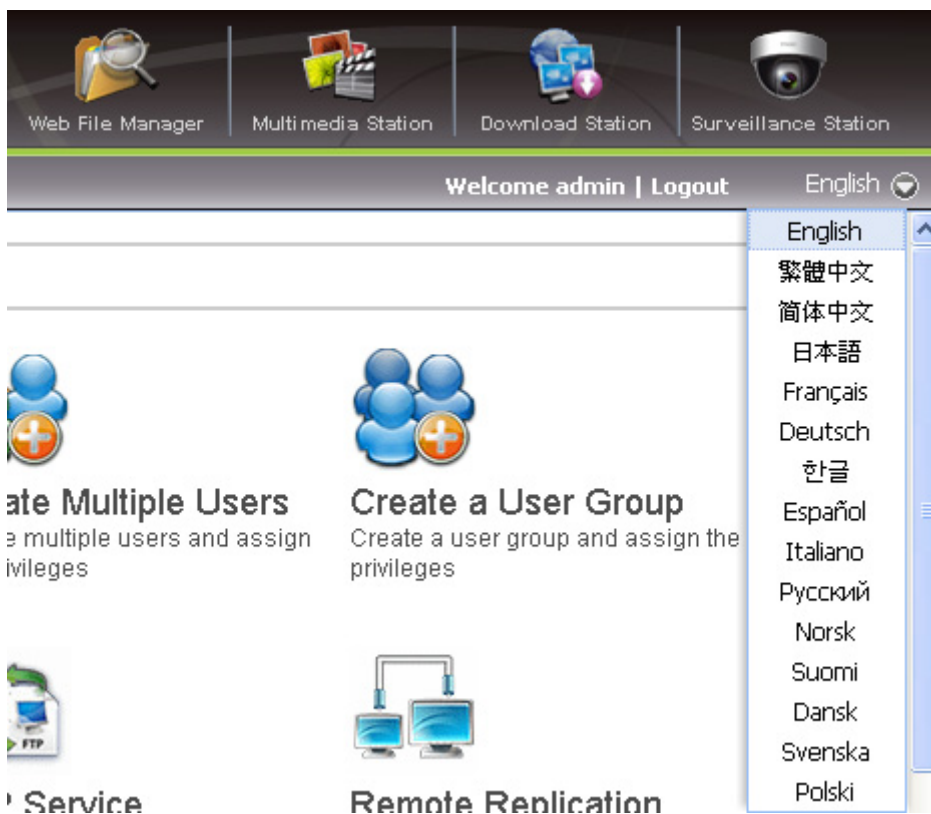 Web File Manager
Multimedia Station
Download Station
Surveillance Station
Welcome admin | Logout
English
English
繁體中文
简体中文
日本語
Français
Deutsch
한글
Español
Italiano
Русский
Norsk
Suomi
Dansk
Svenska
Polski
ate Multiple Users
e multiple users and assign
ivileges
Create a User Group
Create a user group and assign the
privileges
FTP
Service
Remote Replication